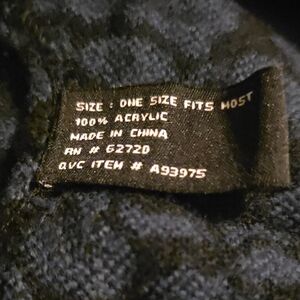 SIZE : ONE SIZE FITS MOST
100% ACRYLIC
MADE IN CHINA
RN # 62720
QVC ITEM # A93975